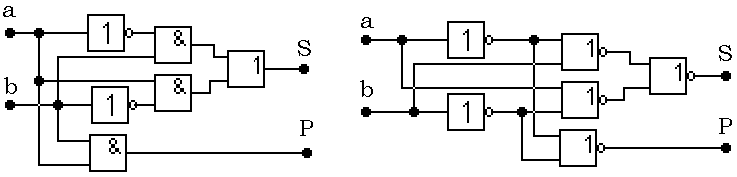 a 1 & S
1
b 1 & P
&
a 1 1 S
1
b 1 1 P
1